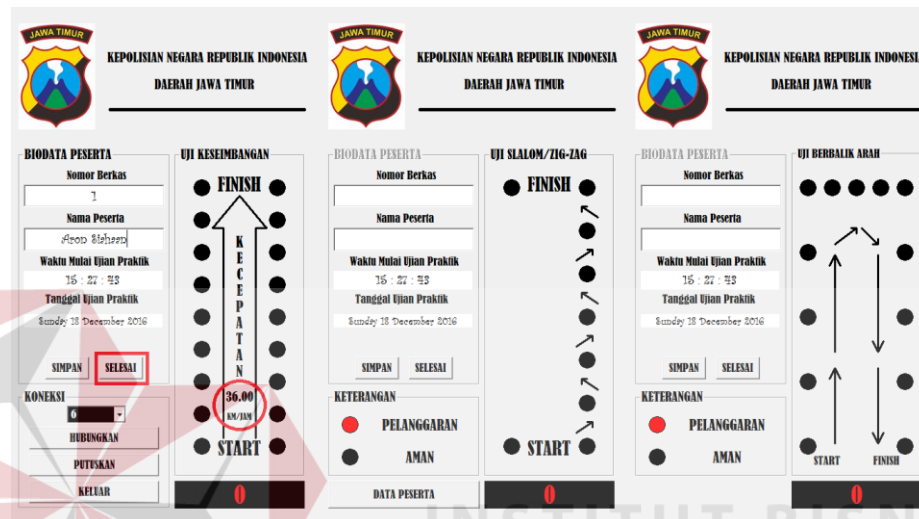 JAWA TIMUR
KEPOLISIAN NEGARA REPUBLIK INDONESIA
DAERAH JAWA TIMUR
BIODATA PESERTA
Nomor Berkas
1
Nama Peserta
Aron Siahaan
Waktu Mulai Ujian Praktik
15 : 27 : 43
Tanggal Ujian Praktik
Sunday 18 December 2016
SIMPAN SELESAI
KONEKSI
6
HUBUNGKAN
PUTUSKAN
KELUAR
UJI KESEIMBANGAN
FINISH
KECEPATAN
36.00
KM/JAM
START
0
JAWA TIMUR
KEPOLISIAN NEGARA REPUBLIK INDONESIA
DAERAH JAWA TIMUR
BIODATA PESERTA
Nomor Berkas
Nama Peserta
Waktu Mulai Ujian Praktik
15 : 27 : 43
Tanggal Ujian Praktik
Sunday 18 December 2016
SIMPAN SELESAI
KETERANGAN
PELANGGARAN
AMAN
DATA PESERTA
UJI SLALOM/ZIG-ZAG
FINISH
START
0
JAWA TIMUR
KEPOLISIAN NEGARA REPUBLIK INDONESIA
DAERAH JAWA TIMUR
BIODATA PESERTA
Nomor Berkas
Nama Peserta
Waktu Mulai Ujian Praktik
15 : 27 : 43
Tanggal Ujian Praktik
Sunday 18 December 2016
SIMPAN SELESAI
KETERANGAN
PELANGGARAN
AMAN
UJI BERBALIK ARAH
START FINISH
0